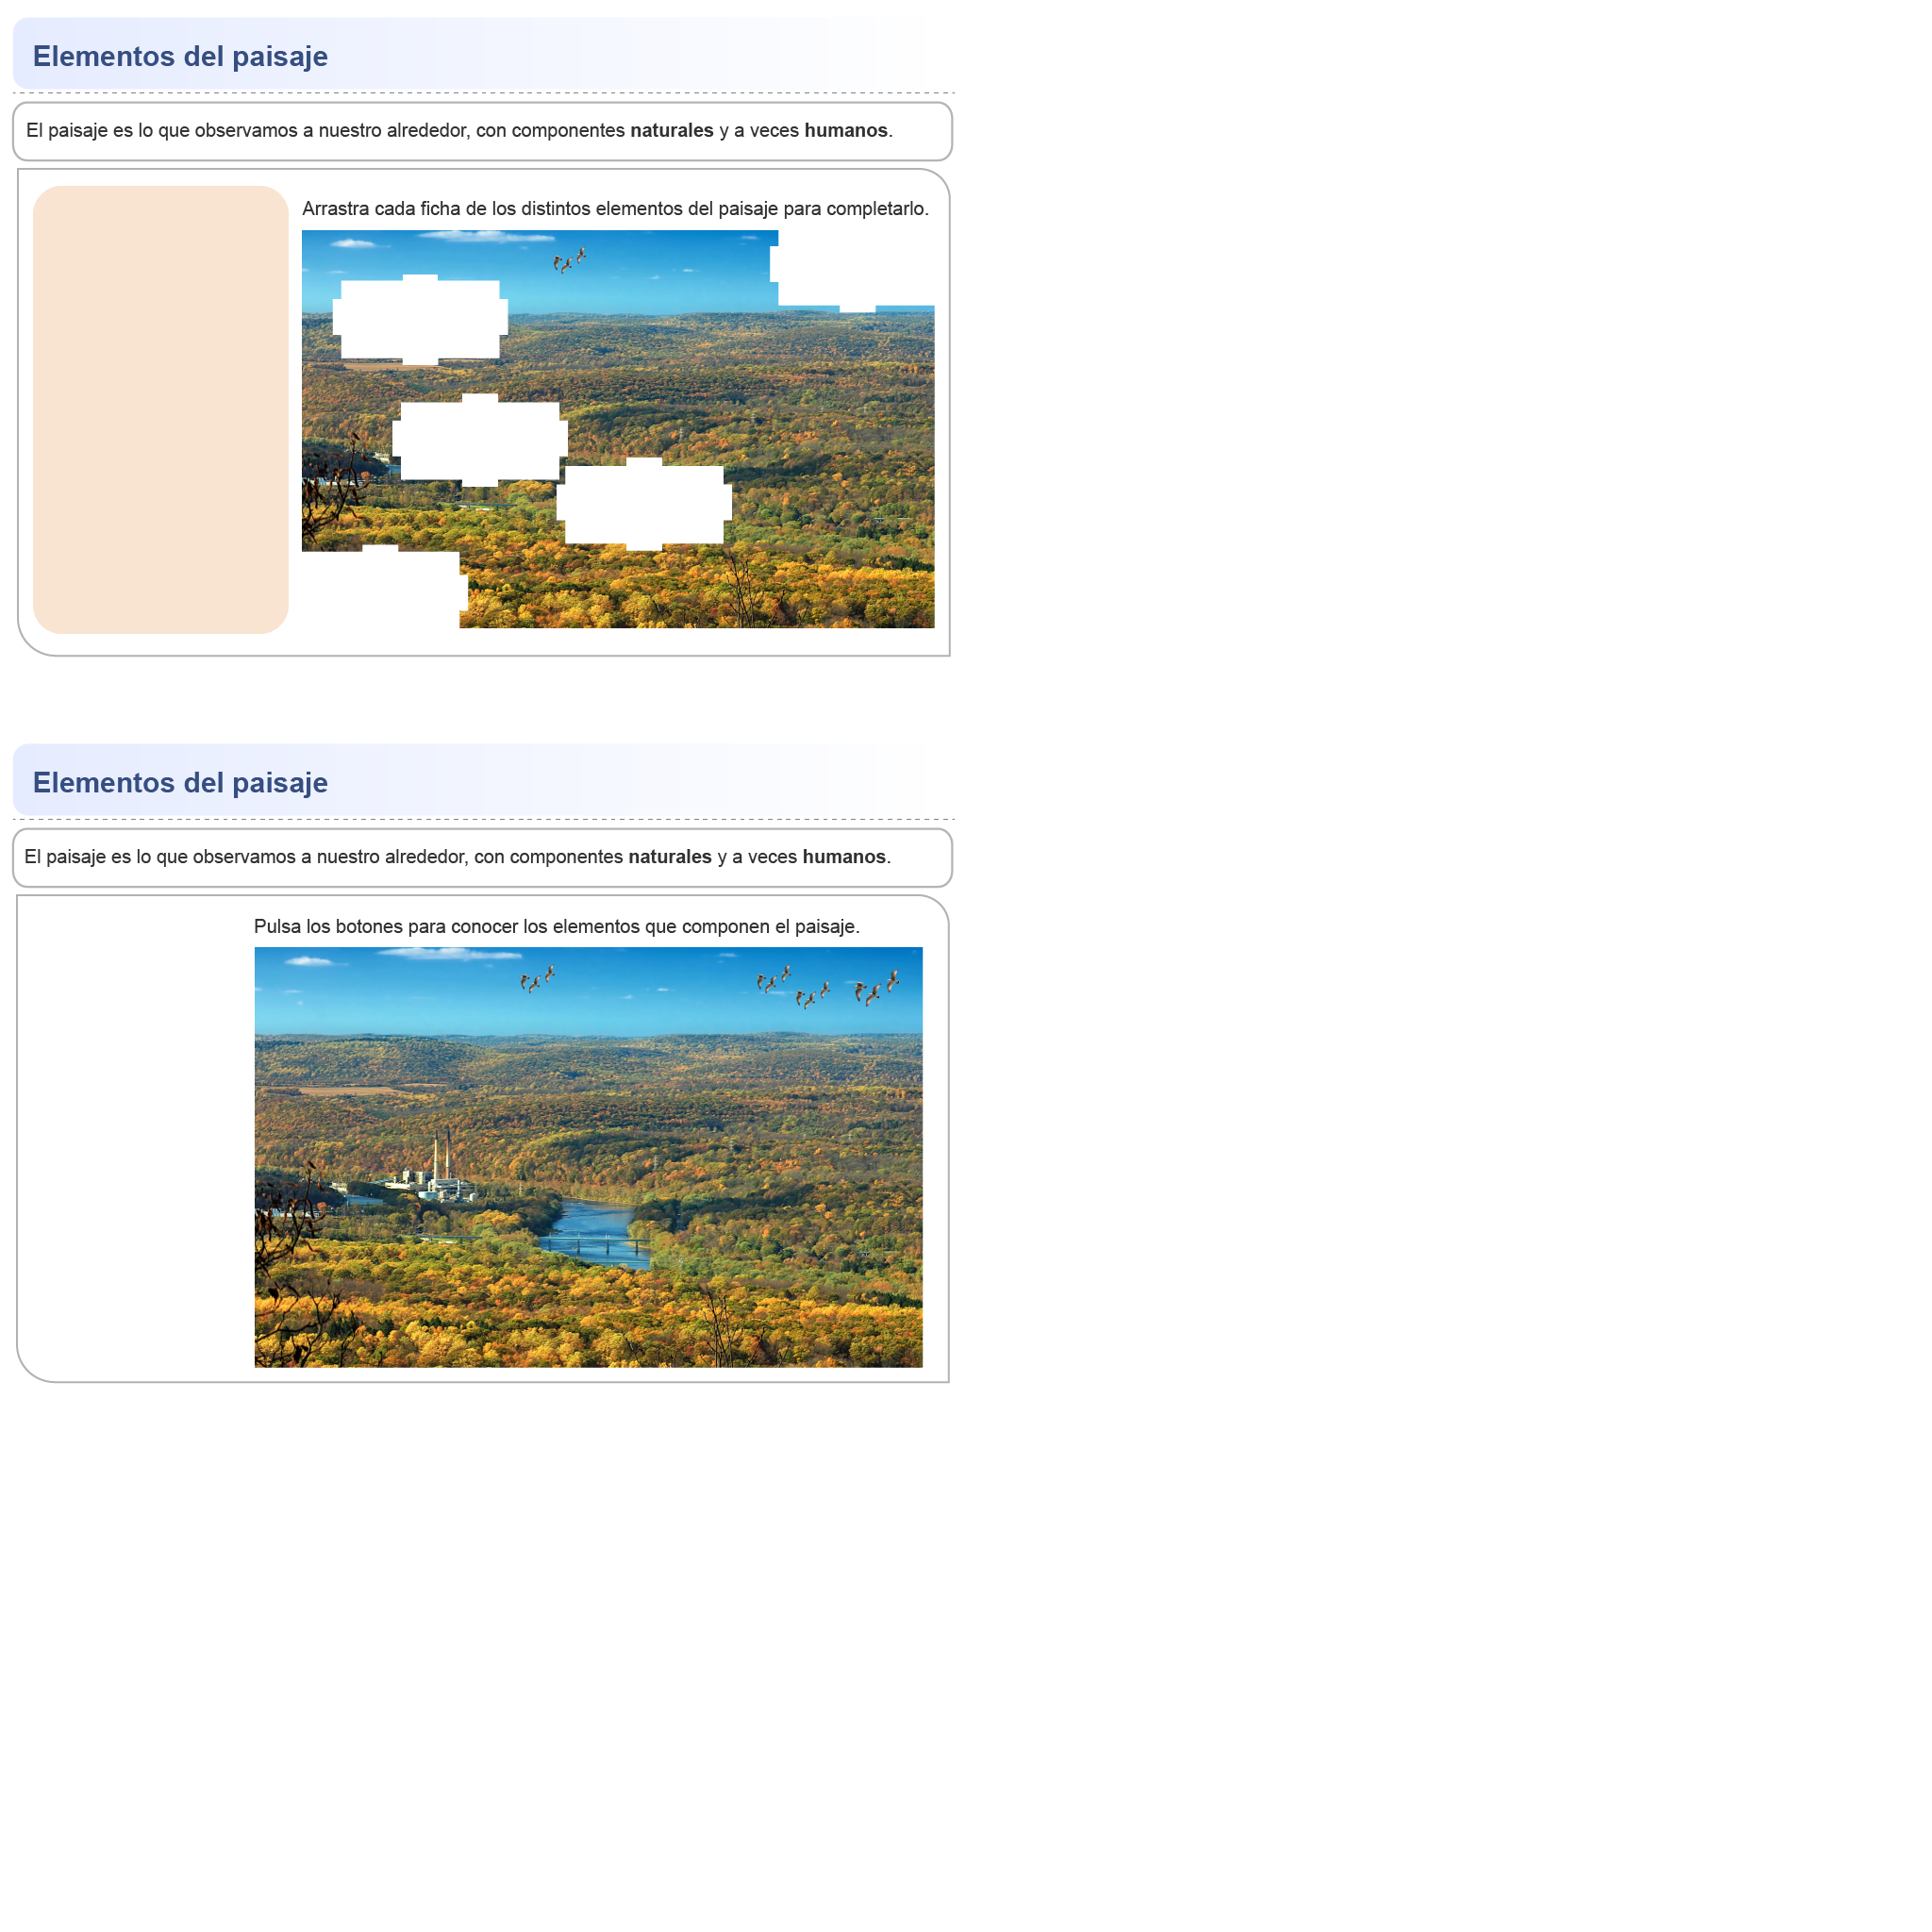 Elementos del paisaje
El paisaje es lo que observamos a nuestro alrededor, con componentes naturales y a veces humanos.
Arrastra cada ficha de los distintos elementos del paisaje para completarlo.
Elementos del paisaje
El paisaje es lo que observamos a nuestro alrededor, con componentes naturales y a veces humanos.
Pulsa los botones para conocer los elementos que componen el paisaje.